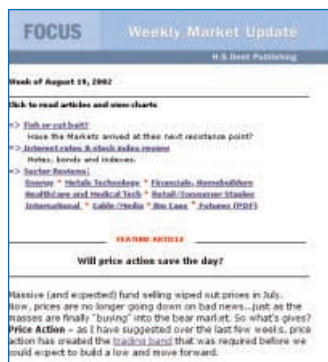 FOCUS Weekly Market Update
H.S. Dent Publishing
Week of August 19, 2002
Click to read articles and view charts
=> Fish or cut bait?
Have the Markets arrived at their next resistance point?
=> Interest rates & stock index review
Notes, bonds and indexes.
=> Sector Reviews:
Energy * Metals Technology * Financials, Homebuilders
Healthcare and Medical Tech * Retail/Consumer Staples
International * Cable/Media * Big Caps * Futures (PDF)
FEATURE ARTICLE
Will price action save the day?
Massive (and expected) fund selling wiped out prices in July.
Now, prices are no longer going down on bad news...just as the
masses are finally "buying" into the bear market. So what's gives?
Price Action – as I have suggested over the last few weeks, price
action has created the trading band that was required before we
could expect to build a low and move forward.